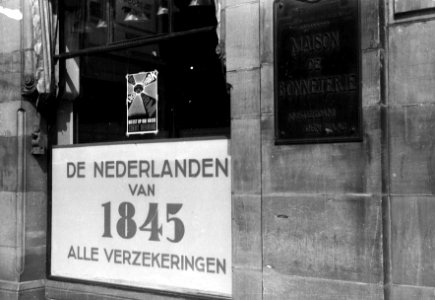 DE NEDERLANDEN
VAN
1845
ALLE VERZEKERINGEN
MAISON
DE
BONNETERIE